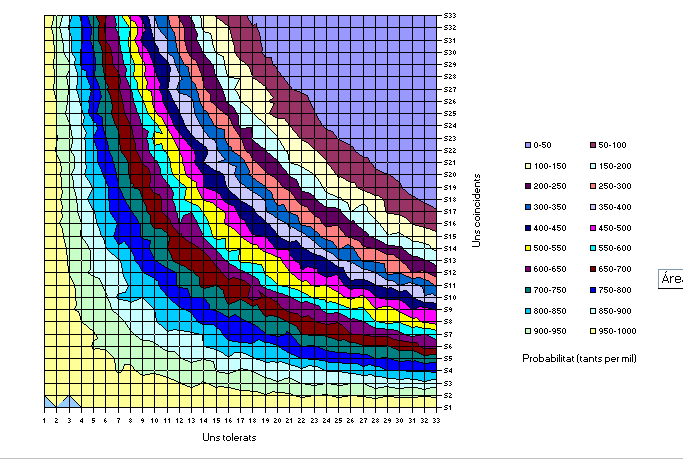 S33
S31
S30
S29
S28
S27
S26
S25
S24
S23
S22
S21
S20
S19
S18
S17
S16
S15
S14
S13
S12
S11
S10
S9
S8
S7
S6
S5
S4
S3
S2
S1
Uns coincidents
1 2 3 4 5 6 7 8 9 10 11 12 13 14 15 16 17 18 19 20 21 22 23 24 25 26 27 28 29 30 31 32 33
Uns tolerats
0-50 50-100
100-150 150-200
200-250 250-300
300-350 350-400
400-450 450-500
500-550 550-600
600-650 650-700
700-750 750-800
800-850 850-900
900-950 950-1000
Probabilitat (tants per mil)